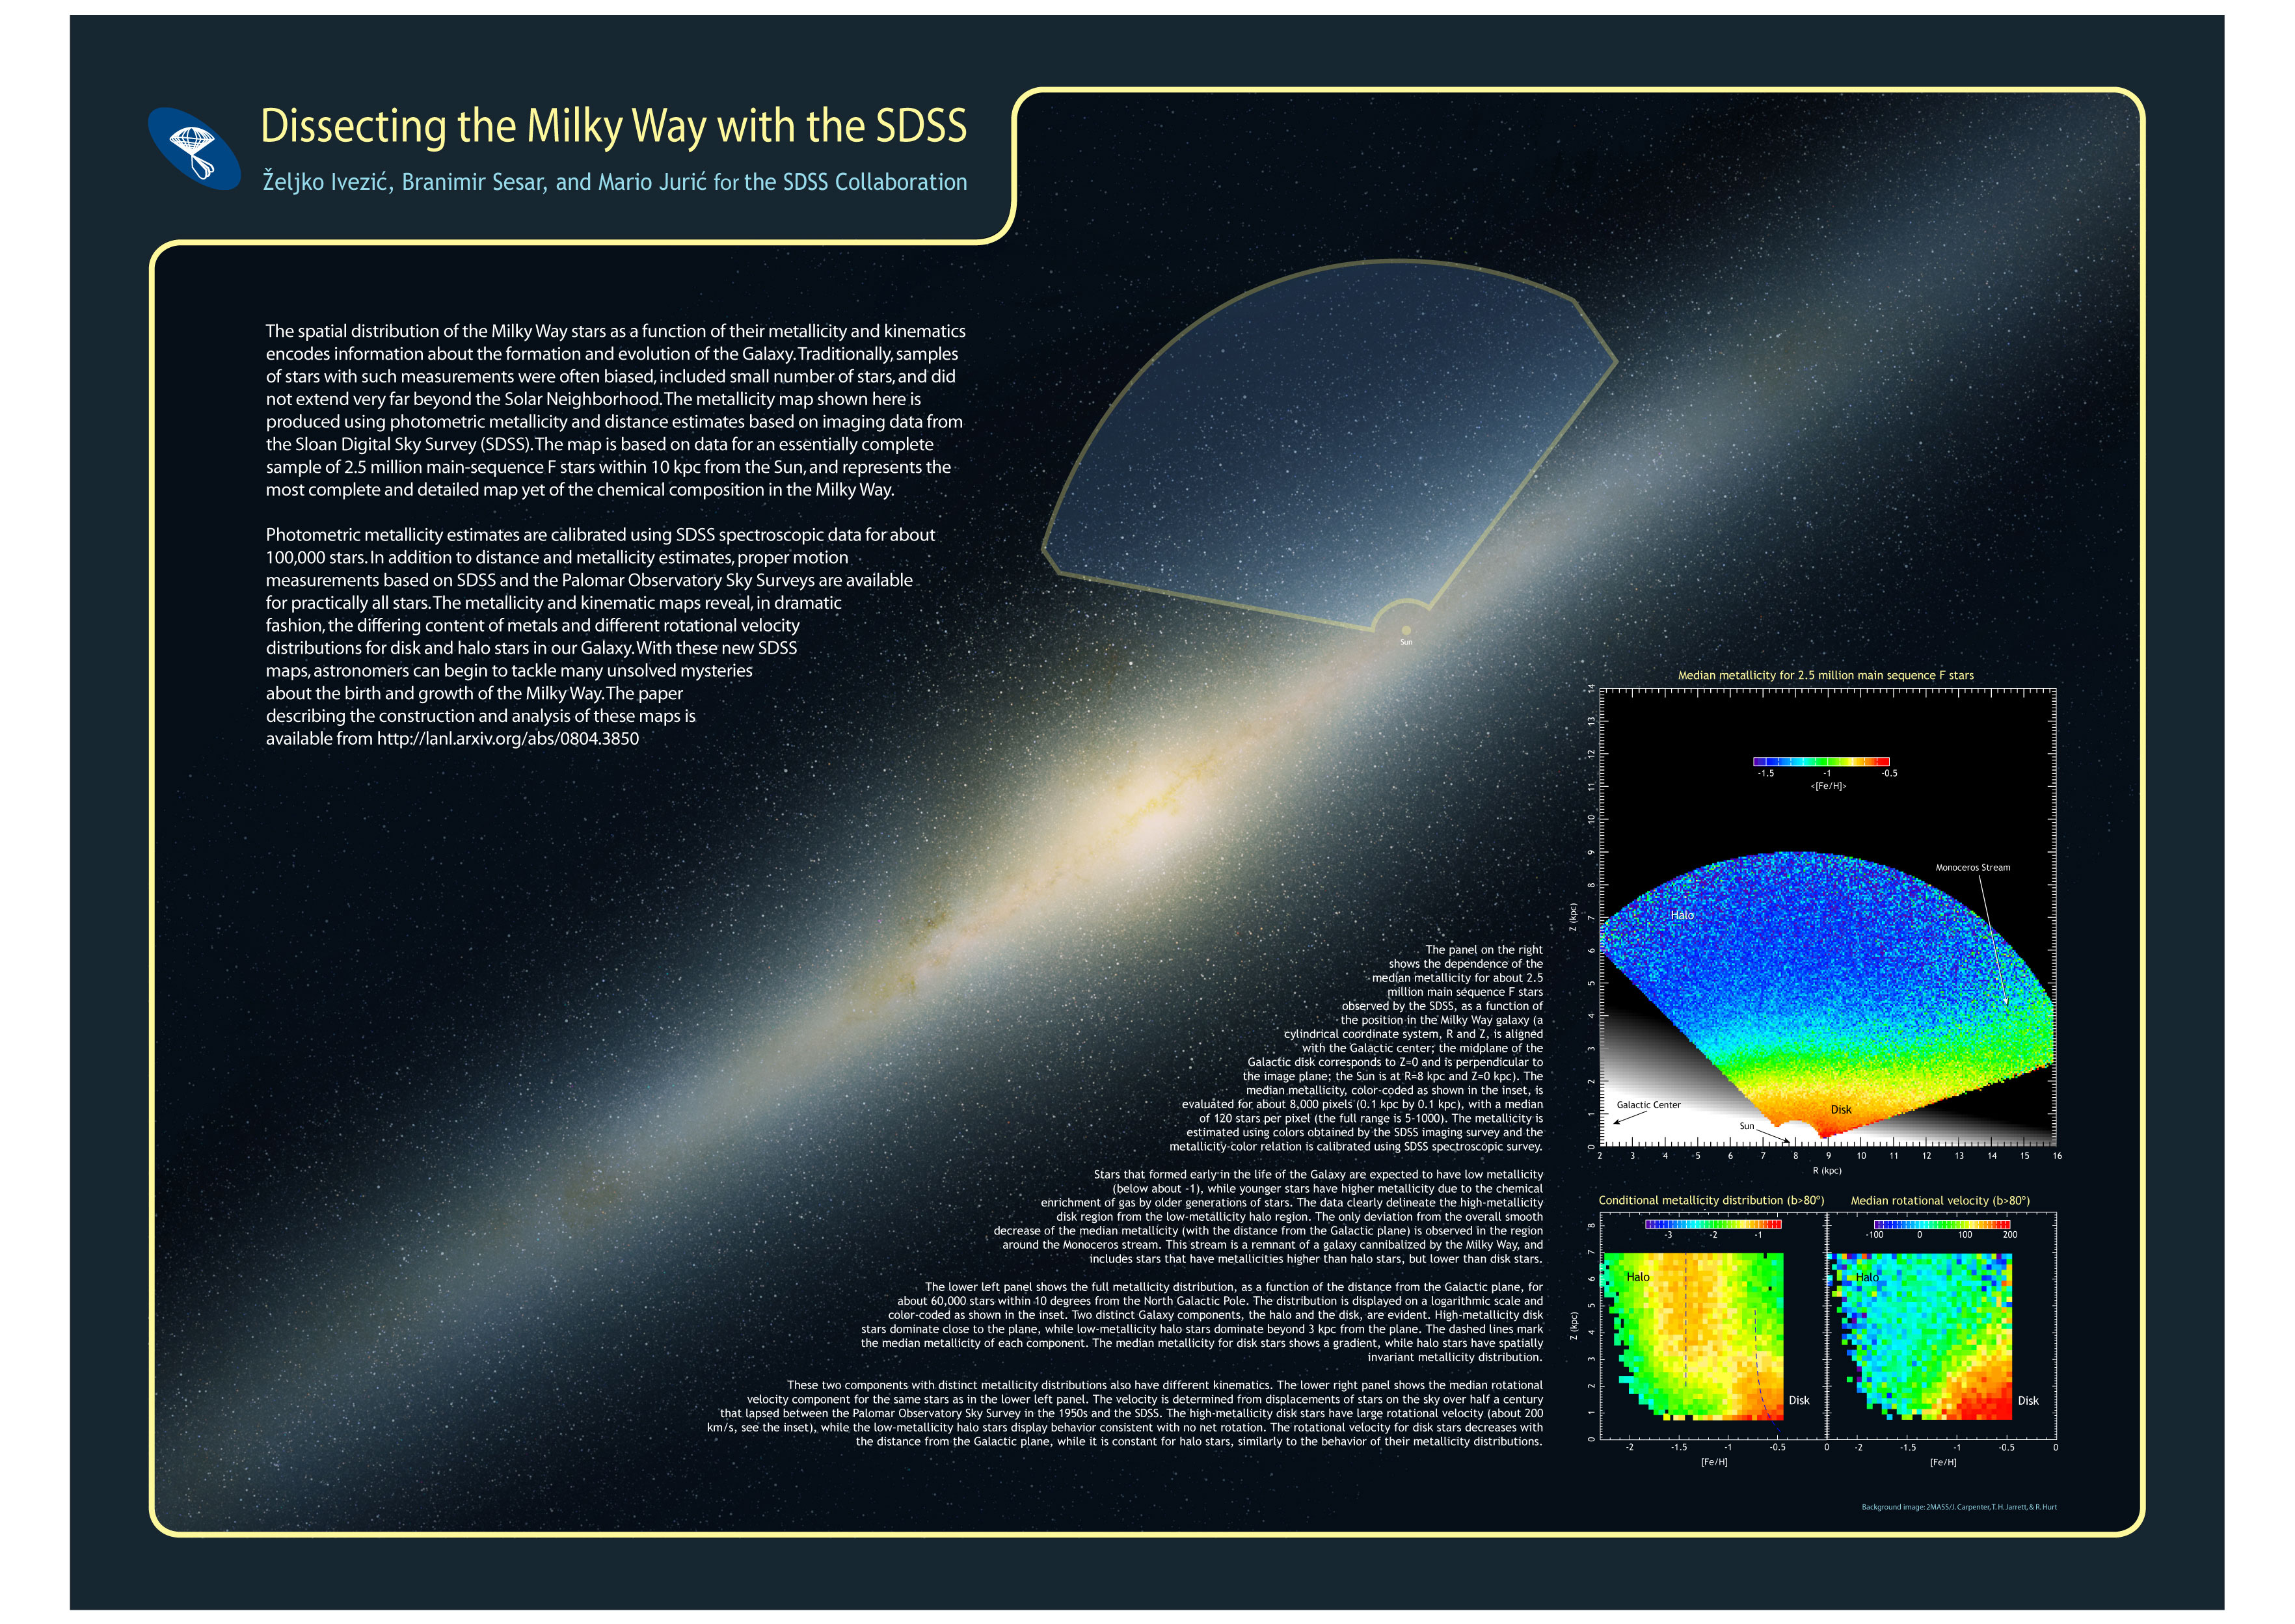 Dissecting the Milky Way with the SDSS
Željko Ivezić, Branimir Sesar, and Mario Jurić for the SDSS Collaboration
The spatial distribution of the Milky Way stars as a function of their metallicity and kinematics
encodes information about the formation and evolution of the Galaxy. Traditionally, samples
of stars with such measurements were often biased, included small number of stars, and did
not extend very far beyond the Solar Neighborhood. The metallicity map shown here is
produced using photometric metallicity and distance estimates based on imaging data from
the Sloan Digital Sky Survey (SDSS). The map is based on data for an essentially complete
sample of 2.5 million main-sequence F stars within 10 kpc from the Sun, and represents the
most complete and detailed map yet of the chemical composition in the Milky Way.
Photometric metallicity estimates are calibrated using SDSS spectroscopic data for about
100,000 stars. In addition to distance and metallicity estimates, proper motion
measurements based on SDSS and the Palomar Observatory Sky Surveys are available
for practically all stars. The metallicity and kinematic maps reveal, in dramatic
fashion, the differing content of metals and different rotational velocity
distributions for disk and halo stars in our Galaxy. With these new SDSS
maps, astronomers can begin to tackle many unsolved mysteries
about the birth and growth of the Milky Way. The paper
describing the construction and analysis of these maps is
available from http://lanl.arxiv.org/abs/0804.3850
Sun
The panel on the right
shows the dependence of the
median metallicity for about 2.5
million main sequence F stars
observed by the SDSS, as a function of
the position in the Milky Way galaxy (a
cylindrical coordinate system, R and Z, is aligned
with the Galactic center; the midplane of the
Galactic disk corresponds to Z=0 and is perpendicular to
the image plane; the Sun is at R=8 kpc and Z=0 kpc). The
median metallicity, color-coded as shown in the inset, is
evaluated for about 8,000 pixels (0.1 kpc by 0.1 kpc), with a median
of 120 stars per pixel (the full range is 5-1000). The metallicity is
estimated using colors obtained by the SDSS imaging survey and the
metallicity-color relation is calibrated using SDSS spectroscopic survey.
Stars that formed early in the life of the Galaxy are expected to have low metallicity
(below about -1), while younger stars have higher metallicity due to the chemical
enrichment of gas by older generations of stars. The data clearly delineate the high-metallicity
disk region from the low-metallicity halo region. The only deviation from the overall smooth
decrease of the median metallicity (with the distance from the Galactic plane) is observed in the region
around the Monoceros stream. This stream is a remnant of a galaxy cannibalized by the Milky Way, and
includes stars that have metallicities higher than halo stars, but lower than disk stars.
The lower left panel shows the full metallicity distribution, as a function of the distance from the Galactic plane, for
about 60,000 stars within 10 degrees from the North Galactic Pole. The distribution is displayed on a logarithmic scale and
color-coded as shown in the inset. Two distinct Galaxy components, the halo and the disk, are evident. High-metallicity disk
stars dominate close to the plane, while low-metallicity halo stars dominate beyond 3 kpc from the plane. The dashed lines mark
the median metallicity of each component. The median metallicity for disk stars shows a gradient, while halo stars have spatially
invariant metallicity distribution.
These two components with distinct metallicity distributions also have different kinematics. The lower right panel shows the median rotational
velocity component for the same stars as in the lower left panel. The velocity is determined from displacements of stars on the sky over half a century
that lapsed between the Palomar Observatory Sky Survey in the 1950s and the SDSS. The high-metallicity disk stars have large rotational velocity (about 200
km/s, see the inset), while the low-metallicity halo stars display behavior consistent with no net rotation. The rotational velocity for disk stars decreases with
the distance from the Galactic plane, while it is constant for halo stars, similarly to the behavior of their metallicity distributions.
Median metallicity for 2.5 million main sequence F stars
14
13
12
11
10
9
8
7
6
5
4
3
2
1
0
Z (kpc)
-1.5 -1 -0.5
<[Fe/H]>
Monoceros Stream
Halo
Galactic Center
Disk
Sun
2 3 4 5 6 7 8 9 10 11 12 13 14 15 16
R (kpc)
Conditional metallicity distribution (b>80º)
Median rotational velocity (b>80º)
8
7
6
5
4
3
2
1
0
Z (kpc)
-3 -2 -1
Halo
Disk
-2 -1.5 -1 -0.5 0
[Fe/H]
-100 0 100 200
Halo
Disk
-2 -1.5 -1 -0.5 0
[Fe/H]
Background image: 2MASS/J. Carpenter, T. H. Jarrett, & R. Hurt